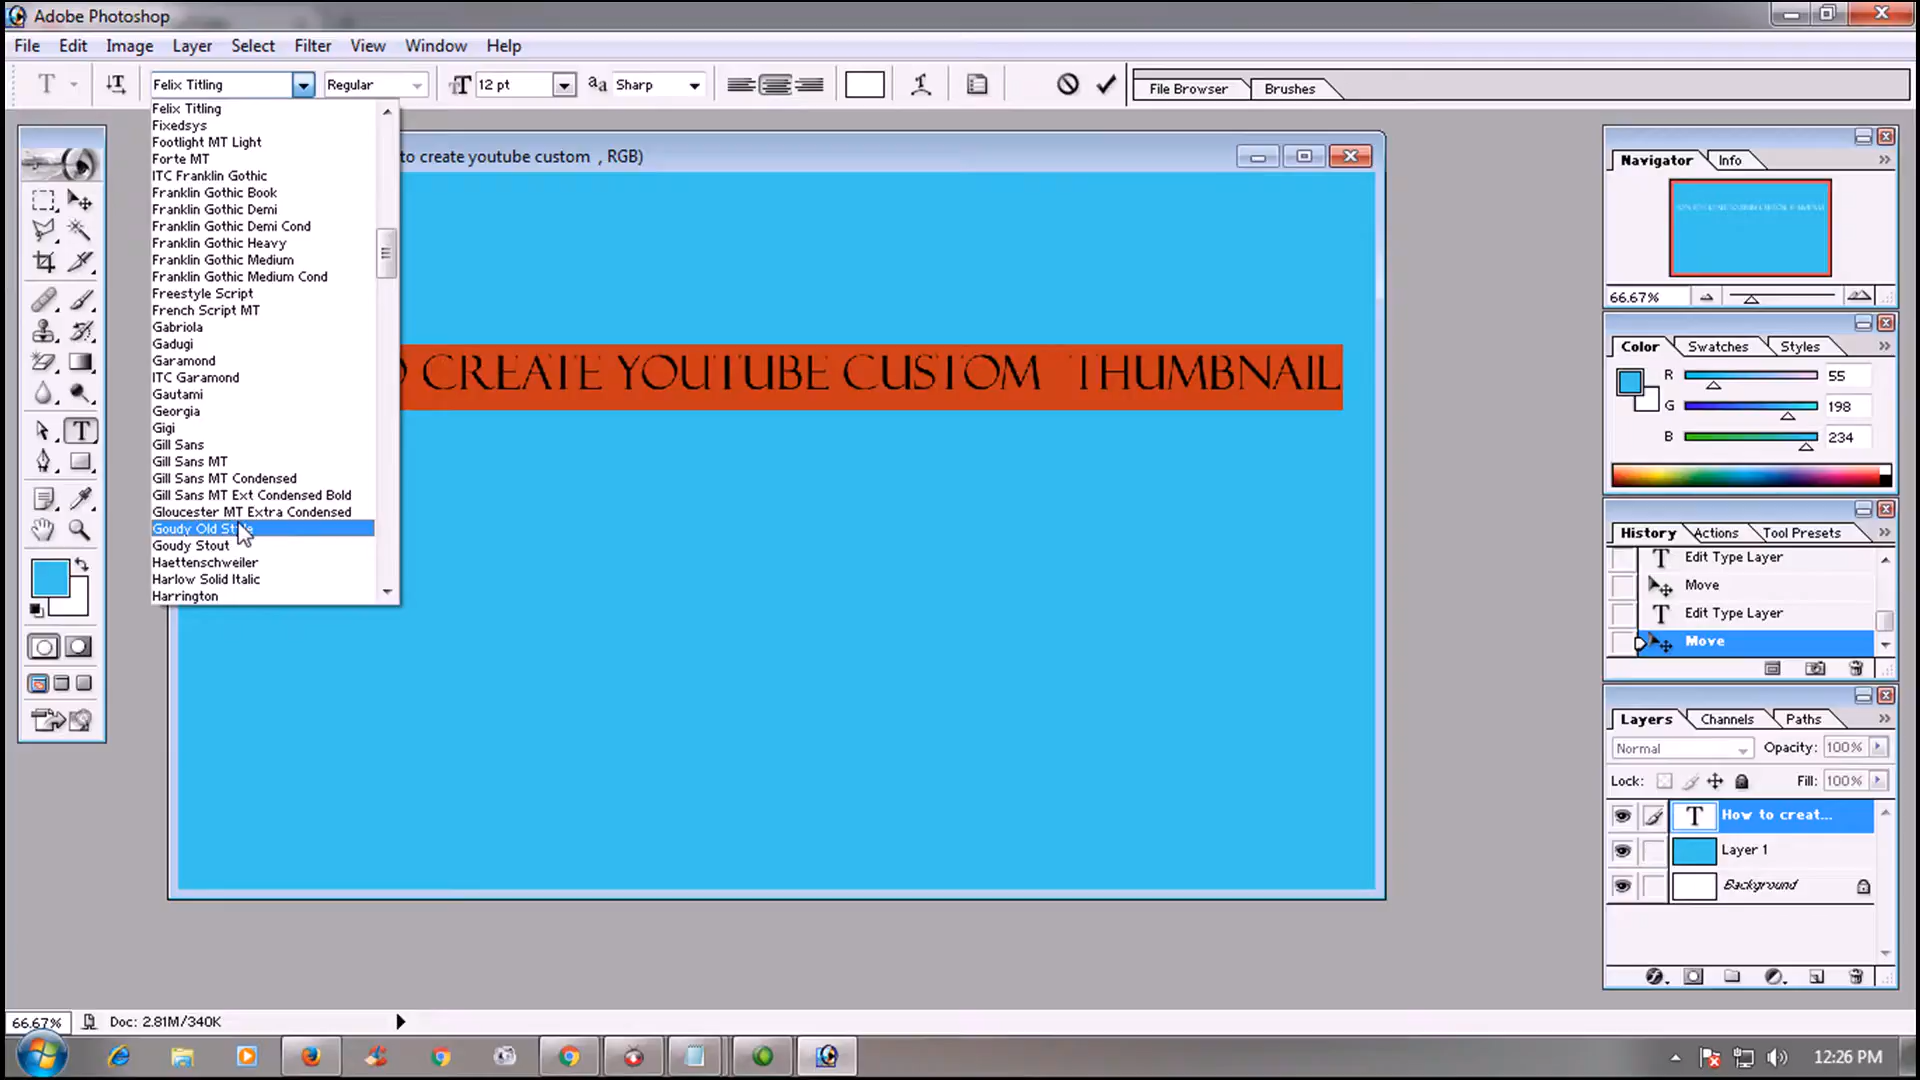 Adobe Photoshop
File Edit Image Layer Select Filter View Window Help
Felix Titling Regular 12 pt aa Sharp File Browser Brushes
Felix Titling
Fixedsys
Footlight MT Light
Forte MT
ITC Franklin Gothic
Franklin Gothic Book
Franklin Gothic Demi
Franklin Gothic Demi Cond
Franklin Gothic Heavy
Franklin Gothic Medium
Franklin Gothic Medium Cond
Freestyle Script
French Script MT
Gabriola
Gadugi
Garamond
ITC Garamond
Gautami
Georgia
Gigi
Gill Sans
Gill Sans MT
Gill Sans MT Condensed
Gill Sans MT Ext Condensed Bold
Gloucester MT Extra Condensed
Goudy Old Style
Goudy Stout
Haettenschweiler
Harlow Solid Italic
Harrington
to create youtube custom , RGB)
CREATE YOUTUBE CUSTOM THUMBNAIL
Navigator Info
66.67%
Color Swatches Styles
R 55
G 198
B 234
History Actions Tool Presets
Edit Type Layer
Move
Edit Type Layer
Move
Layers Channels Paths
Normal Opacity: 100%
Lock: Fill: 100%
T How to creat...
Layer 1
Background
66.67% Doc: 2.81M/340K
12:26 PM